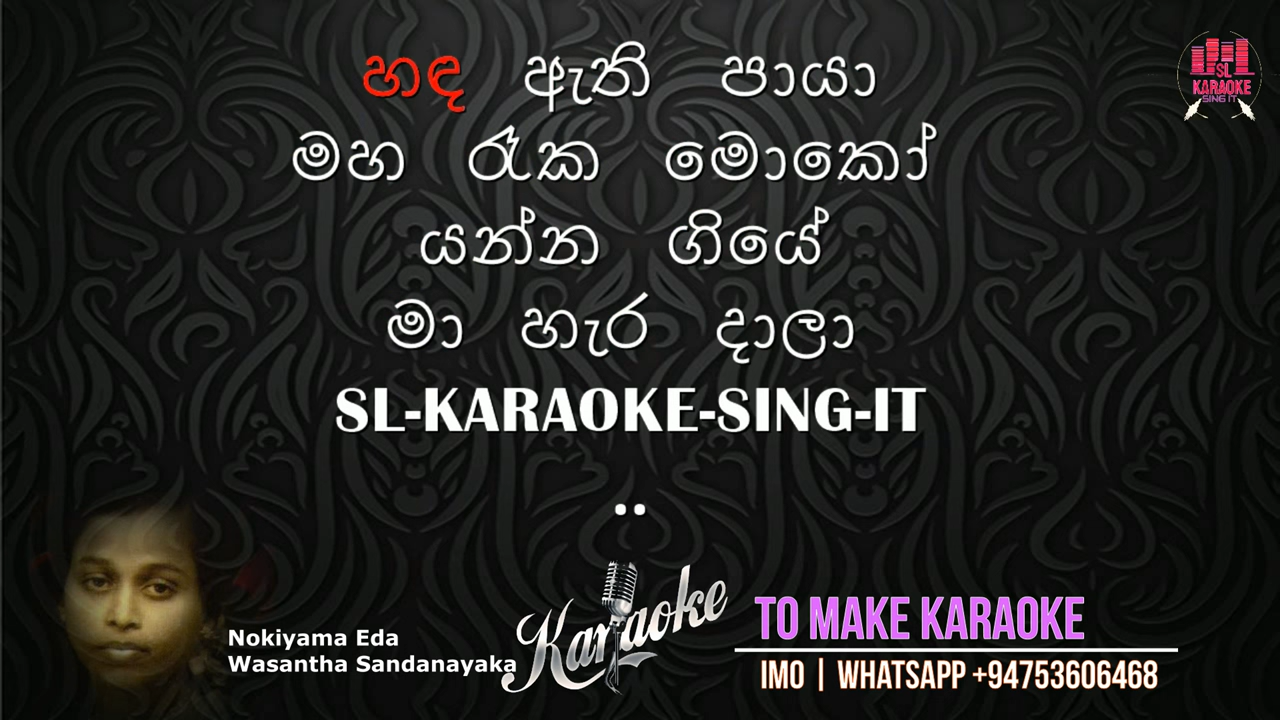 හඳ ඇති පායා
මහ රෑක මොකෝ
යන්න ගියේ
මා හැර දාලා
SL-KARAOKE-SING-IT
..
SL
KARAOKE
SING IT
Nokiyama Eda
Wasantha Sandanayaka
Karaoke
TO MAKE KARAOKE
IMO | WHATSAPP +94753606468